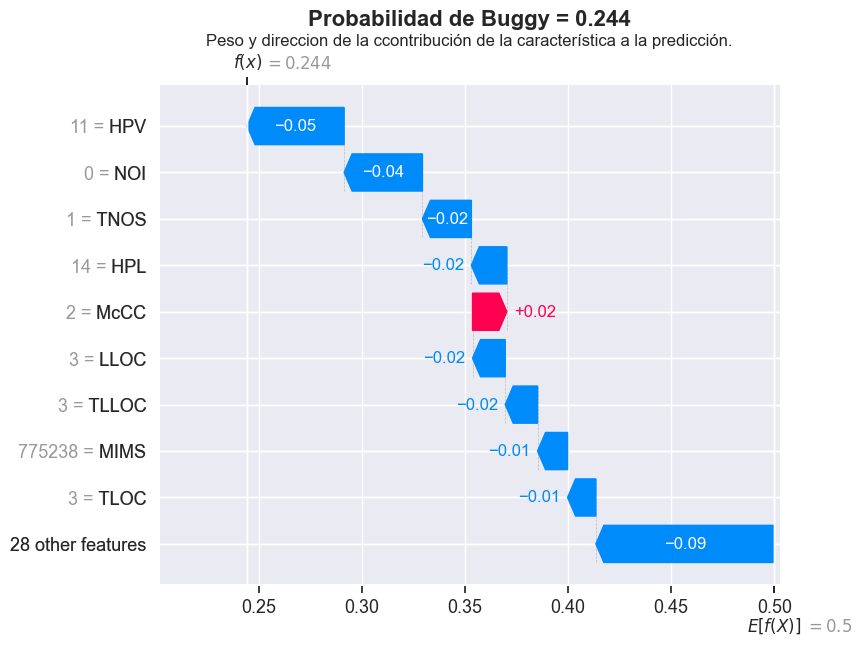 Probabilidad de Buggy = 0.244
Peso y direccion de la ccontribución de la característica a la predicción.
f(x) = 0.244
11 = HPV −0.05
0 = NOI −0.04
1 = TNOS −0.02
14 = HPL −0.02
2 = McCC +0.02
3 = LLOC −0.02
3 = TLLOC −0.02
775238 = MIMS −0.01
3 = TLOC −0.01
28 other features −0.09
0.25 0.30 0.35 0.40 0.45 0.50
E[f(X)] = 0.5